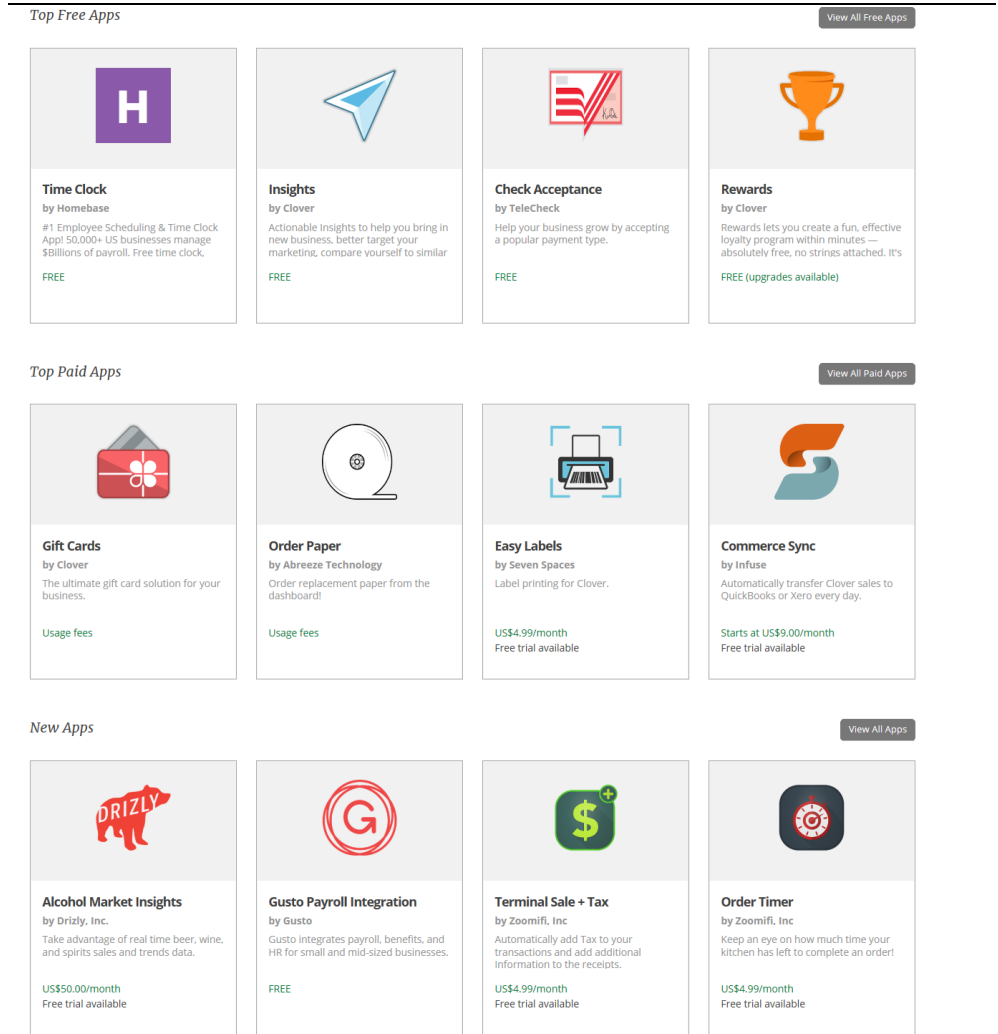 Top Free Apps
View All Free Apps
H
Time Clock
by Homebase
#1 Employee Scheduling & Time Clock
App! 50,000+ US businesses manage
$Billions of payroll. Free time clock,
FREE
Insights
by Clover
Actionable Insights to help you bring in
new business, better target your
marketing, compare yourself to similar
FREE
Check Acceptance
by TeleCheck
Help your business grow by accepting
a popular payment type.
FREE
Rewards
by Clover
Rewards lets you create a fun, effective
loyalty program within minutes —
absolutely free, no strings attached. It's
FREE (upgrades available)
Top Paid Apps
View All Paid Apps
Gift Cards
by Clover
The ultimate gift card solution for your
business.
Usage fees
Order Paper
by Abreeze Technology
Order replacement paper from the
dashboard!
Usage fees
Easy Labels
by Seven Spaces
Label printing for Clover.
US$4.99/month
Free trial available
Commerce Sync
by Infuse
Automatically transfer Clover sales to
QuickBooks or Xero every day.
Starts at US$9.00/month
Free trial available
New Apps
View All Apps
DRIZLY
Alcohol Market Insights
by Drizly, Inc.
Take advantage of real time beer, wine,
and spirits sales and trends data.
US$50.00/month
Free trial available
G
Gusto Payroll Integration
by Gusto
Gusto integrates payroll, benefits, and
HR for small and mid-sized businesses.
FREE
$+
Terminal Sale + Tax
by Zoomifi, Inc
Automatically add Tax to your
transactions and add additional
Information to the receipts.
US$4.99/month
Free trial available
Order Timer
by Zoomifi, Inc
Keep an eye on how much time your
kitchen has left to complete an order!
US$4.99/month
Free trial available